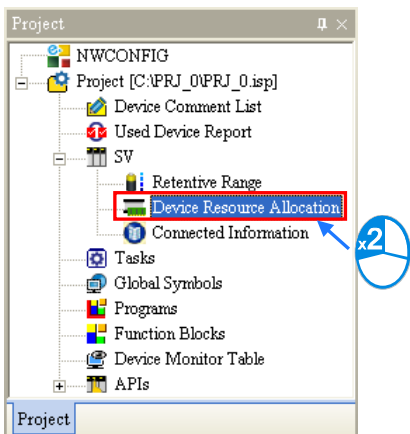 Project
NWCONFIG
Project [C:\PRJ_0\PRJ_0.isp]
Device Comment List
Used Device Report
SV
Retentive Range
Device Resource Allocation
Connected Information
x2
Tasks
Global Symbols
Programs
Function Blocks
Device Monitor Table
APIs
Project